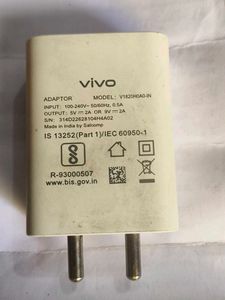 vivo
ADAPTOR MODEL: V1820H0A0-IN
INPUT: 100-240V~ 50/60Hz, 0.5A
OUTPUT: 5V ⎓ 2A OR 9V ⎓ 2A
S/N: 314D22628104H4A02
Made in India by Salcomp
IS 13252(Part 1)/IEC 60950-1
R-93000507
www.bis.gov.in